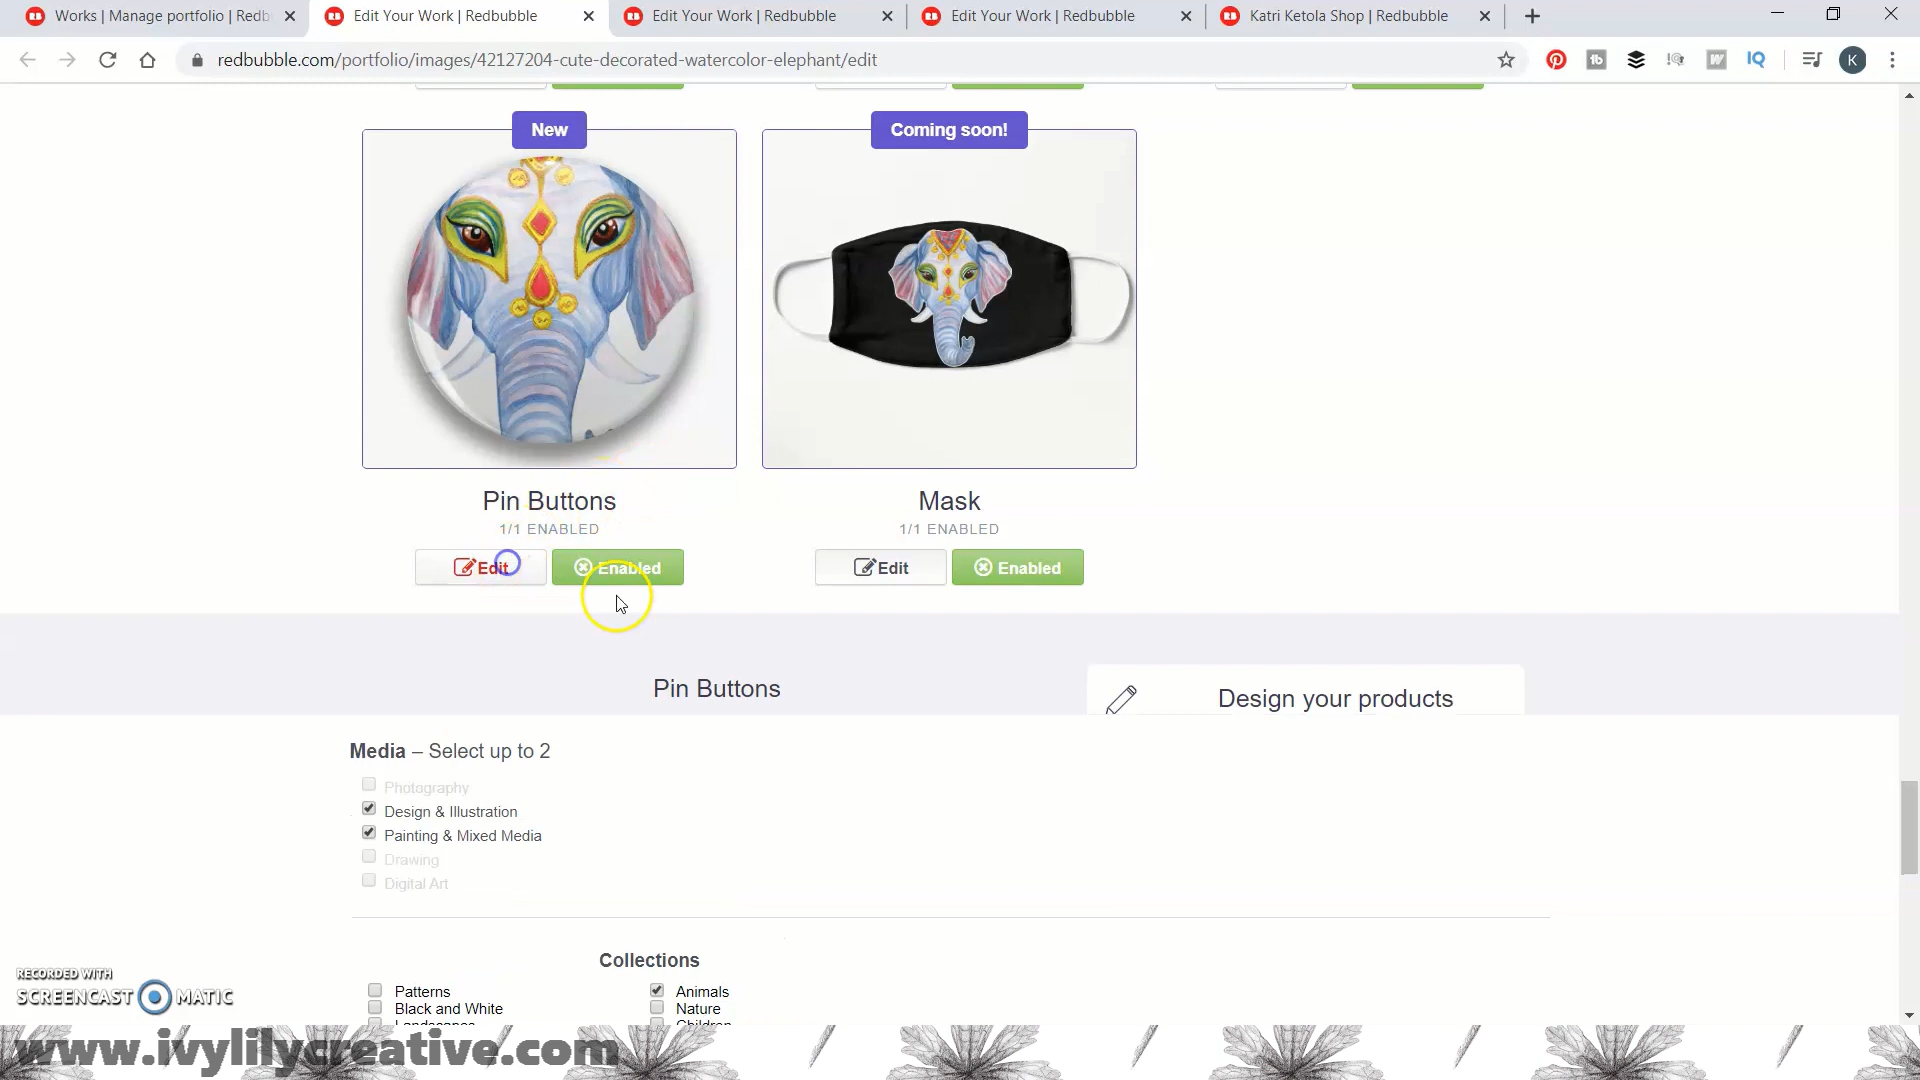 Works | Manage portfolio | Redb
Edit Your Work | Redbubble
Edit Your Work | Redbubble
Edit Your Work | Redbubble
Katri Ketola Shop | Redbubble
redbubble.com/portfolio/images/42127204-cute-decorated-watercolor-elephant/edit
IQ
K
New
Coming soon!
Pin Buttons
1/1 ENABLED
Edit
Enabled
Mask
1/1 ENABLED
Edit
Enabled
Pin Buttons
Design your products
Media – Select up to 2
Photography
Design & Illustration
Painting & Mixed Media
Drawing
Digital Art
Collections
Patterns
Animals
Black and White
Nature
Landscapes
Children
RECORDED WITH
SCREENCAST MATIC
www.ivylilycreative.com